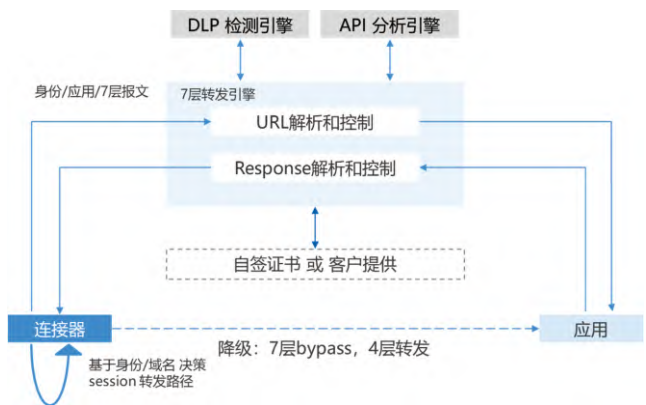 DLP 检测引擎
API 分析引擎
身份/应用/7层报文
7层转发引擎
URL解析和控制
Response解析和控制
自签证书 或 客户提供
连接器
应用
降级：7层bypass，4层转发
基于身份/域名 决策
session 转发路径